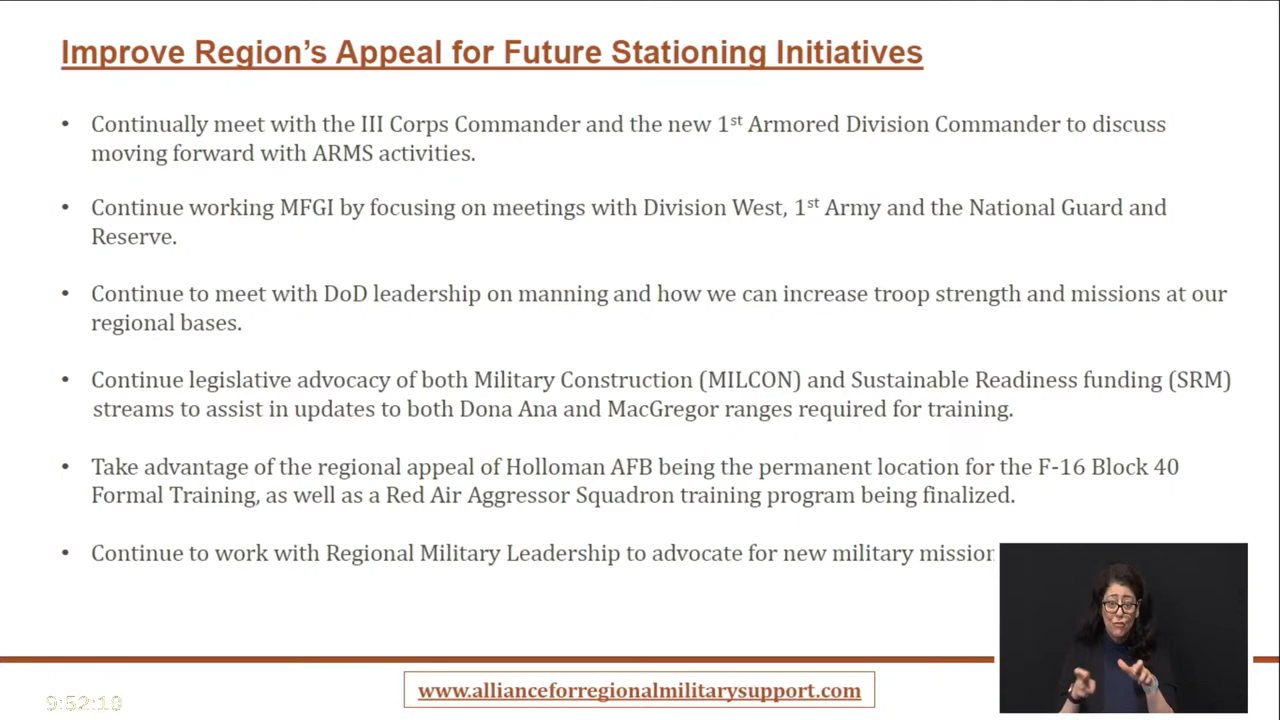 Improve Region's Appeal for Future Stationing Initiatives
• Continually meet with the III Corps Commander and the new 1st Armored Division Commander to discuss
moving forward with ARMS activities.
• Continue working MFGI by focusing on meetings with Division West, 1st Army and the National Guard and
Reserve.
• Continue to meet with DoD leadership on manning and how we can increase troop strength and missions at our
regional bases.
• Continue legislative advocacy of both Military Construction (MILCON) and Sustainable Readiness funding (SRM)
streams to assist in updates to both Dona Ana and MacGregor ranges required for training.
• Take advantage of the regional appeal of Holloman AFB being the permanent location for the F-16 Block 40
Formal Training, as well as a Red Air Aggressor Squadron training program being finalized.
• Continue to work with Regional Military Leadership to advocate for new military mission
www.allianceforregionalmilitarysupport.com
9:52:10